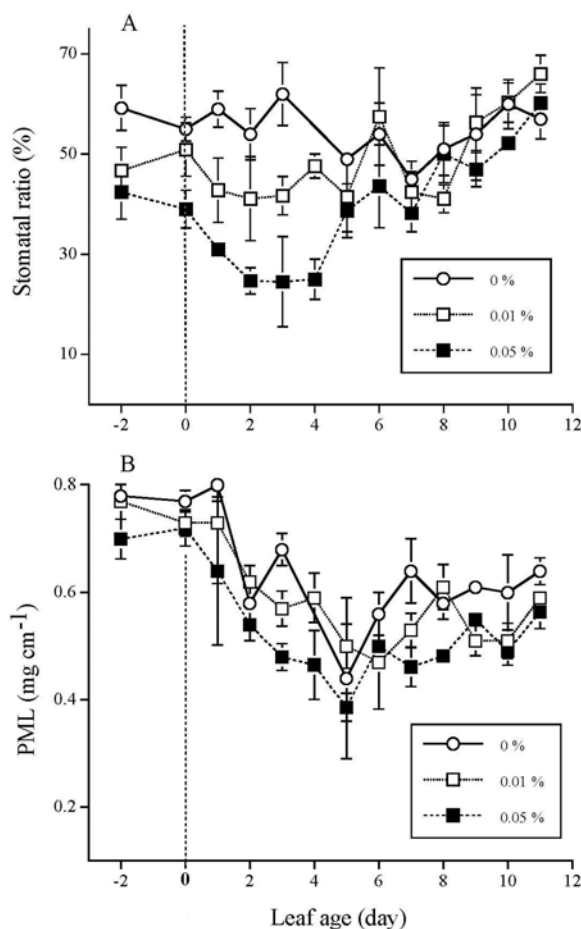 A
70
50
30
10
Stomatal ratio (%)
0 %
0.01 %
0.05 %
-2 0 2 4 6 8 10 12
B
0.8
0.6
0.4
0.2
PML (mg cm⁻¹)
0 %
0.01 %
0.05 %
-2 0 2 4 6 8 10 12
Leaf age (day)